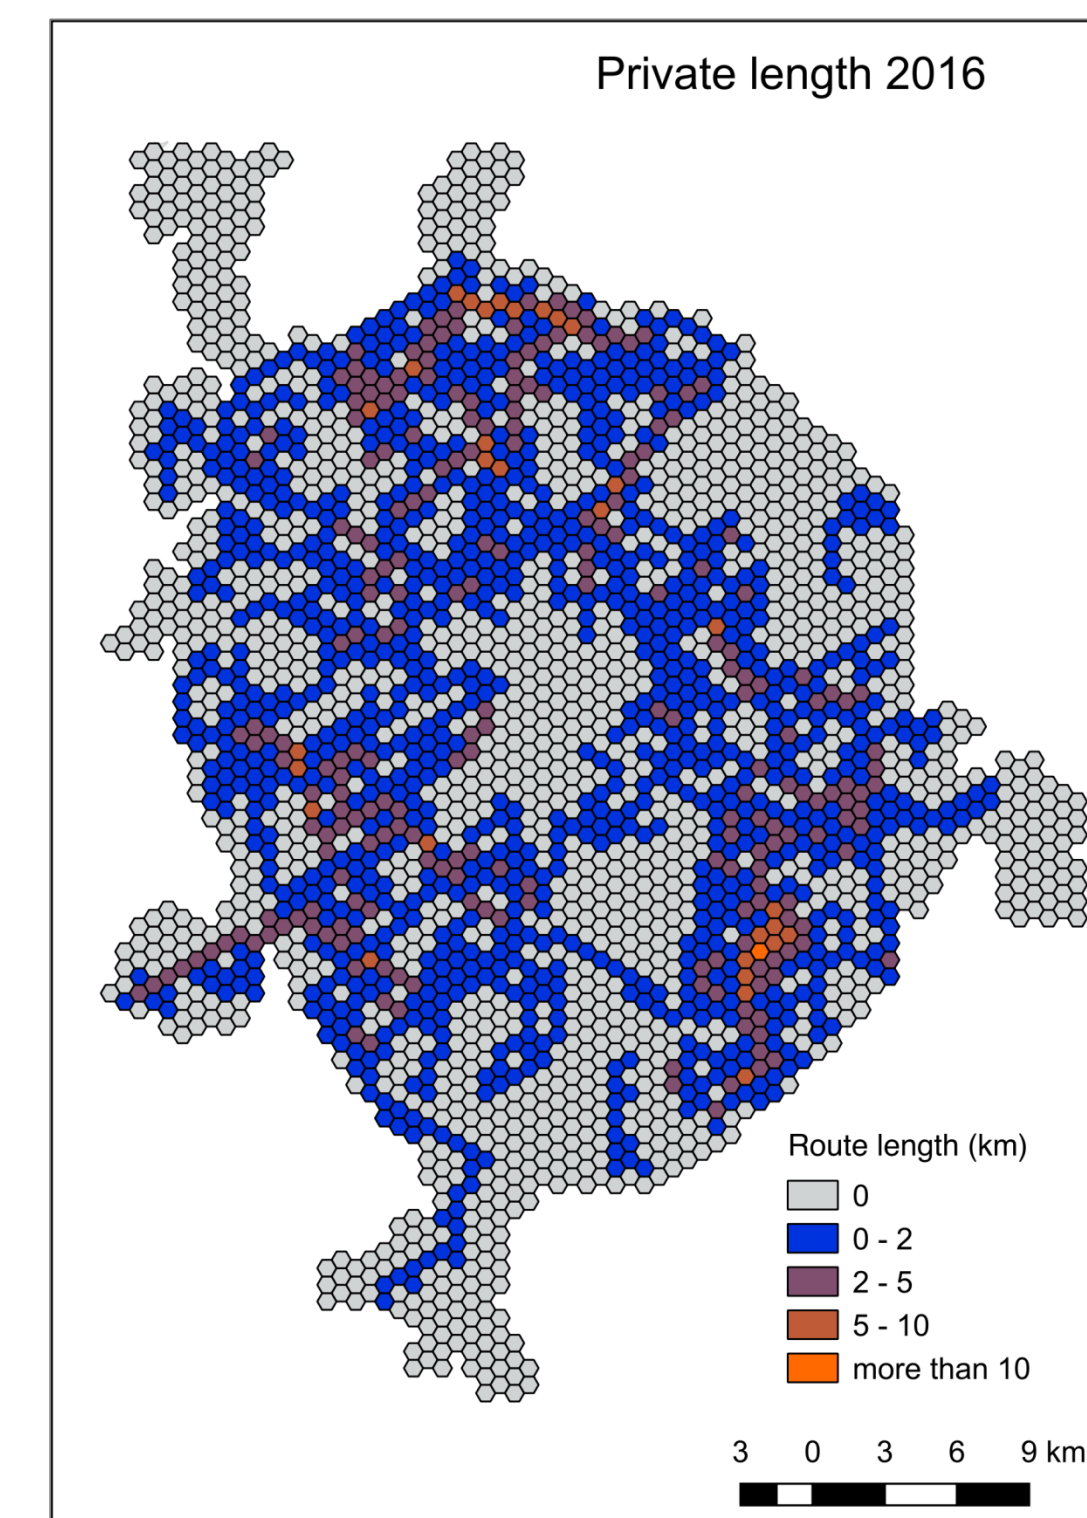 Private length 2016
Route length (km)
0
0 - 2
2 - 5
5 - 10
more than 10
3 0 3 6 9 km